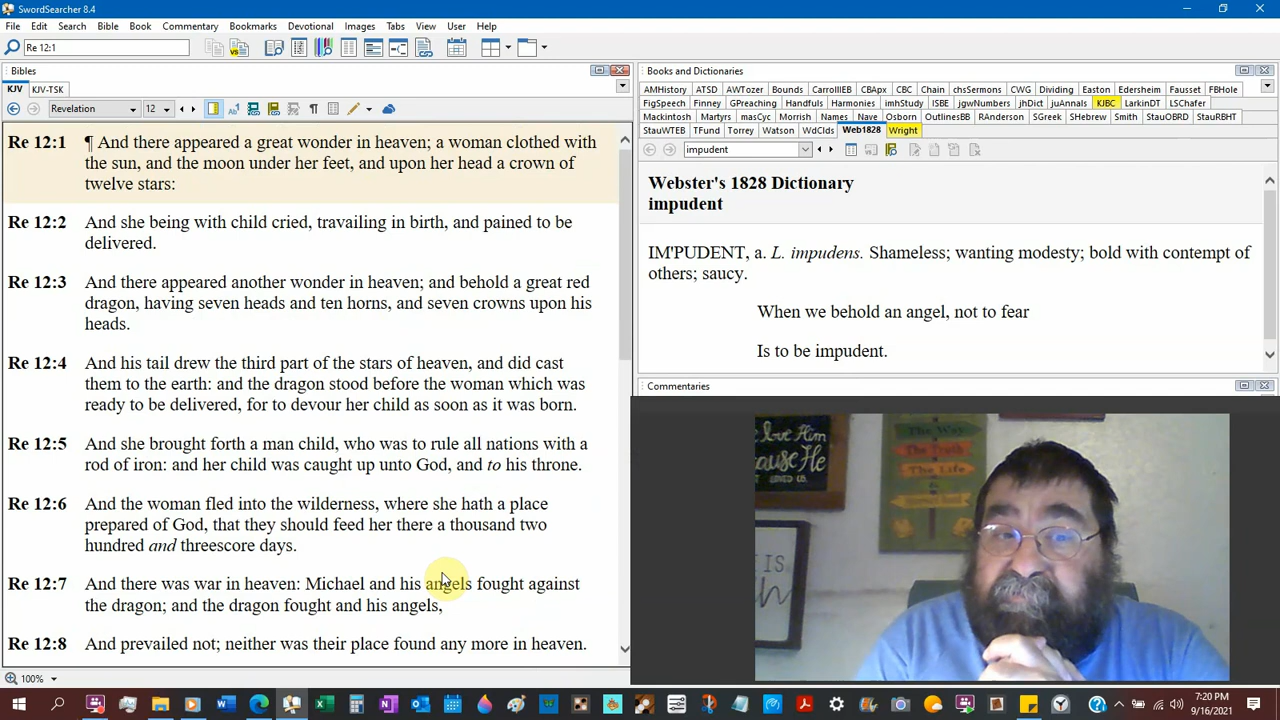 SwordSearcher 8.4
File Edit Search Bible Book Commentary Bookmarks Devotional Images Tabs View User Help
Re 12:1
Bibles
KJV KJV-TSK
Revelation 12
Re 12:1 ¶ And there appeared a great wonder in heaven; a woman clothed with
the sun, and the moon under her feet, and upon her head a crown of
twelve stars:
Re 12:2 And she being with child cried, travailing in birth, and pained to be
delivered.
Re 12:3 And there appeared another wonder in heaven; and behold a great red
dragon, having seven heads and ten horns, and seven crowns upon his
heads.
Re 12:4 And his tail drew the third part of the stars of heaven, and did cast
them to the earth: and the dragon stood before the woman which was
ready to be delivered, for to devour her child as soon as it was born.
Re 12:5 And she brought forth a man child, who was to rule all nations with a
rod of iron: and her child was caught up unto God, and to his throne.
Re 12:6 And the woman fled into the wilderness, where she hath a place
prepared of God, that they should feed her there a thousand two
hundred and threescore days.
Re 12:7 And there was war in heaven: Michael and his angels fought against
the dragon; and the dragon fought and his angels,
Re 12:8 And prevailed not; neither was their place found any more in heaven.
100%
Books and Dictionaries
AMHistory ATSD AWTozer Bounds CarrollEB CBApx Chain chsSermons CWG Dividing Easton Edersheim Fausset FBHole
FigSpeech Finney GPreaching Handfuls Harmonies imhStudy ISBE jgwNumbers jhDict juAnnals KJBC LarkinDT LSChafer
Mackintosh Martyrs masCyc Morrish Names Nave Osborn OutlinesBB RAnderson GSHebrew SHebrew Smith StauOBRD StauRBHT
StauWTEB TFund Torrey Watson WdClds Web1828 Wright
impudent
Webster's 1828 Dictionary
impudent
IM'PUDENT, a. L. impudens. Shameless; wanting modesty; bold with contempt of
others; saucy.
When we behold an angel, not to fear
Is to be impudent.
Commentaries
love Him
The Way
The Truth
The Life
IS
7:20 PM
9/16/2021